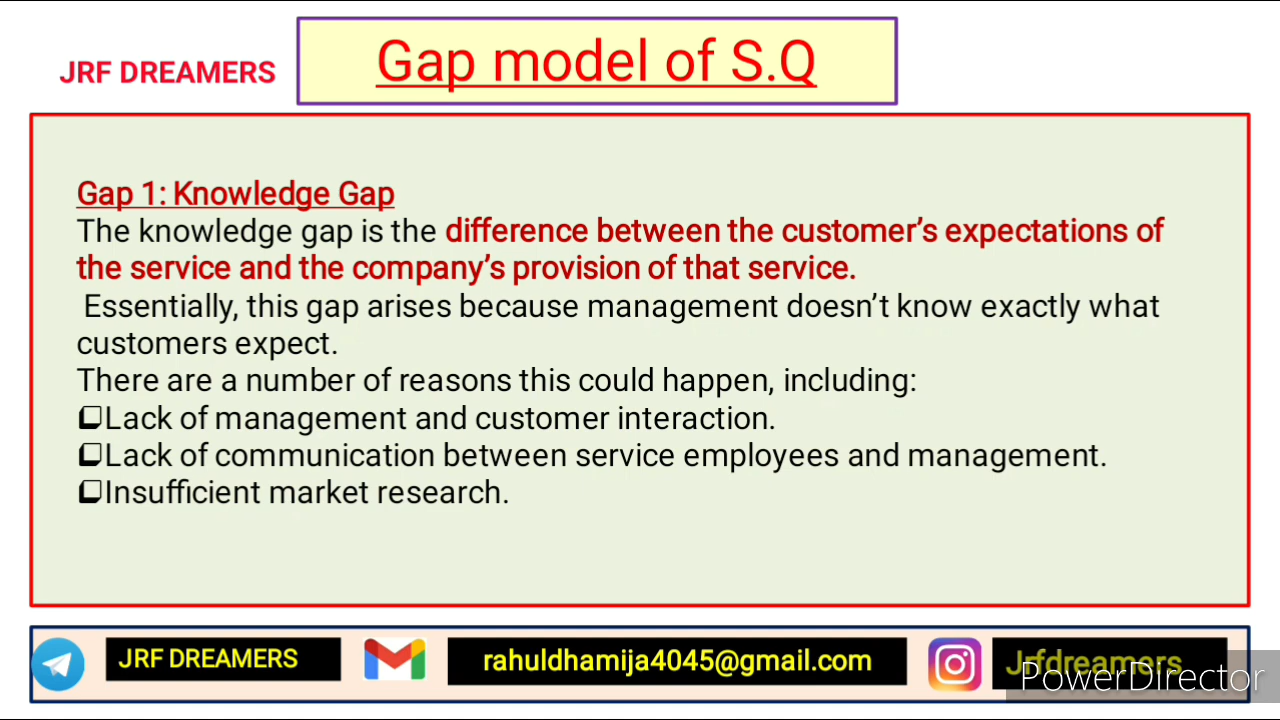 JRF DREAMERS
Gap model of S.Q
Gap 1: Knowledge Gap
The knowledge gap is the difference between the customer’s expectations of
the service and the company’s provision of that service.
Essentially, this gap arises because management doesn’t know exactly what
customers expect.
There are a number of reasons this could happen, including:
❑Lack of management and customer interaction.
❑Lack of communication between service employees and management.
❑Insufficient market research.
JRF DREAMERS
rahuldhamija4045@gmail.com
Jrfdreamers
PowerDirector